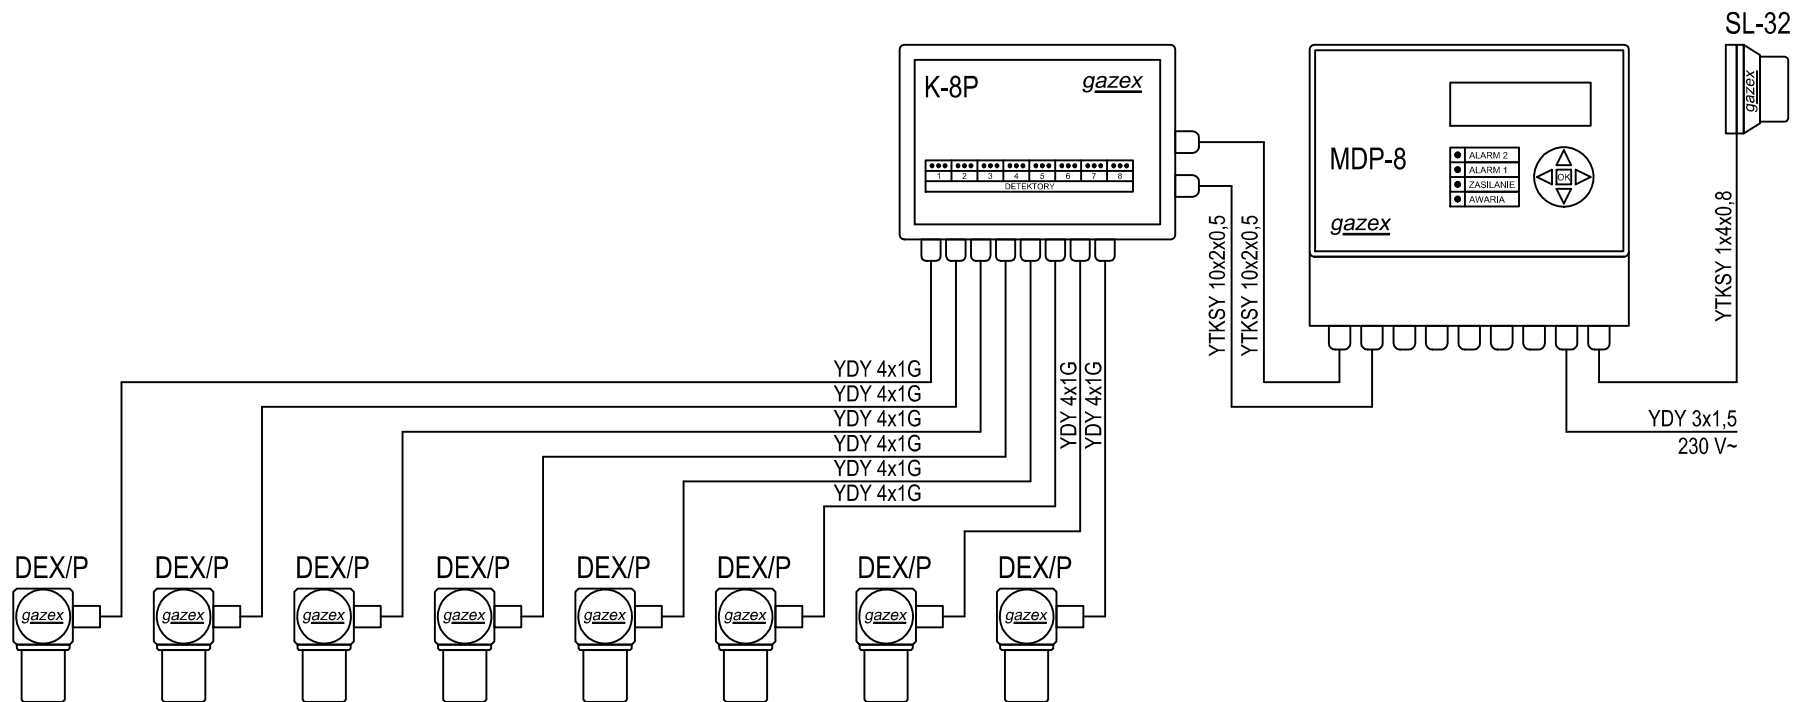 SL-32
gazex
K-8P
gazex
1 2 3 4 5 6 7 8
DETEKTORY
MDP-8
ALARM 2
ALARM 1
ZASILANIE
AWARIA
OK
gazex
YTKSY 10x2x0,5
YTKSY 10x2x0,5
YTKSY 1x4x0,8
YDY 4x1G
YDY 4x1G
YDY 4x1G
YDY 4x1G
YDY 4x1G
YDY 4x1G
YDY 4x1G
YDY 4x1G
YDY 3x1,5
230 V~
DEX/P DEX/P DEX/P DEX/P DEX/P DEX/P DEX/P DEX/P
gazex gazex gazex gazex gazex gazex gazex gazex